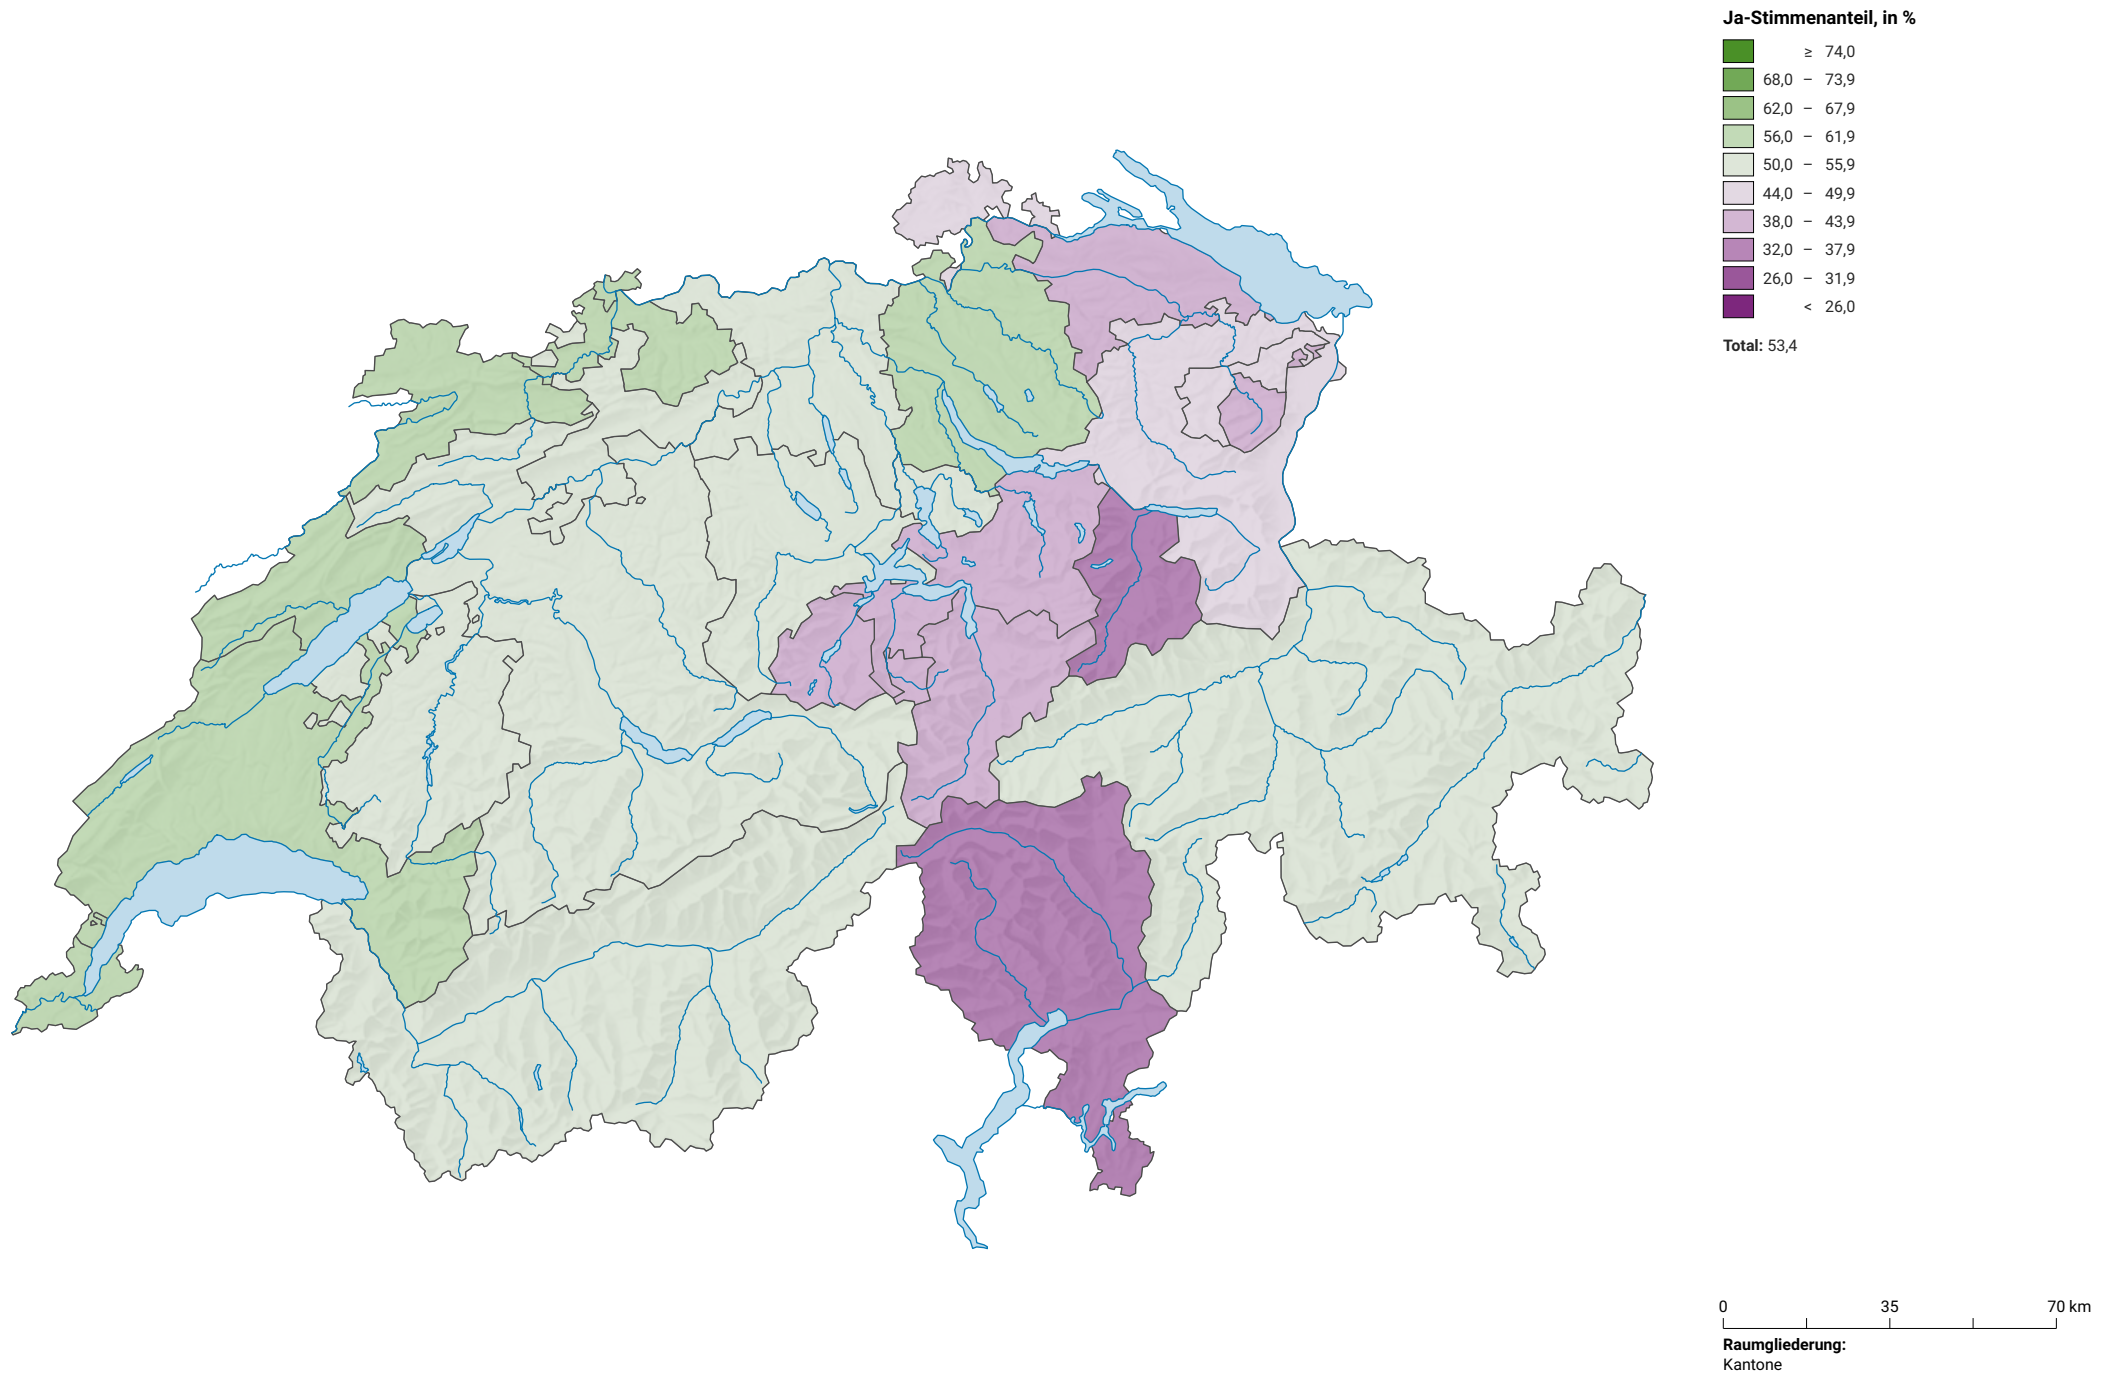 Ja-Stimmenanteil, in %
≥ 74,0
68,0 – 73,9
62,0 – 67,9
56,0 – 61,9
50,0 – 55,9
44,0 – 49,9
38,0 – 43,9
32,0 – 37,9
26,0 – 31,9
< 26,0
Total: 53,4
0 35 70 km
Raumgliederung:
Kantone